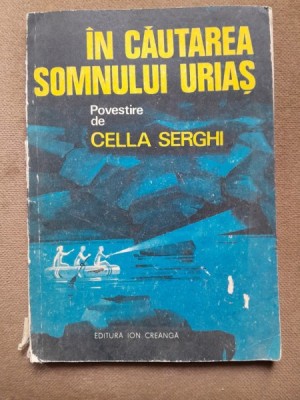 ÎN CĂUTAREA
SOMNULUI URIAȘ
Povestire
de
CELLA SERGHI
EDITURA ION CREANGĂ